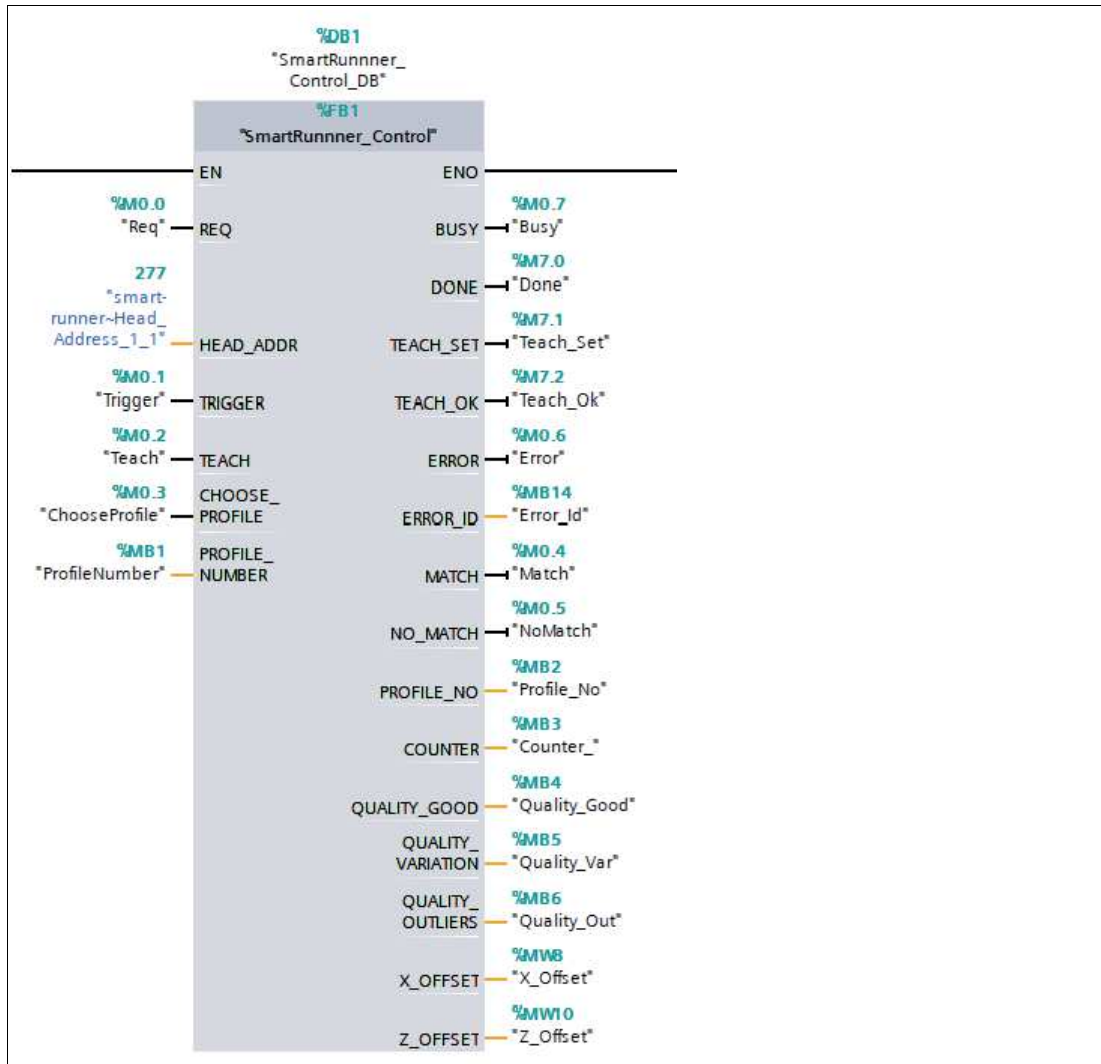 %DB1
"SmartRunnner_
Control_DB"
%FB1
"SmartRunnner_Control"
EN ENO
%M0.0
"Req" REQ
%M0.7
BUSY "Busy"
277
"smart-
runner~Head_
Address_1_1" HEAD_ADDR
%M7.0
DONE "Done"
%M7.1
TEACH_SET "Teach_Set"
%M0.1
"Trigger" TRIGGER
%M7.2
TEACH_OK "Teach_Ok"
%M0.2
"Teach" TEACH
%M0.6
ERROR "Error"
%M0.3
"ChooseProfile" CHOOSE_
PROFILE
%MB14
ERROR_ID "Error_Id"
%MB1
"ProfileNumber" PROFILE_
NUMBER
%M0.4
MATCH "Match"
%M0.5
NO_MATCH "NoMatch"
%MB2
PROFILE_NO "Profile_No"
%MB3
COUNTER "Counter_"
%MB4
QUALITY_GOOD "Quality_Good"
%MB5
QUALITY_
VARIATION "Quality_Var"
%MB6
QUALITY_
OUTLIERS "Quality_Out"
%MW8
X_OFFSET "X_Offset"
%MW10
Z_OFFSET "Z_Offset"